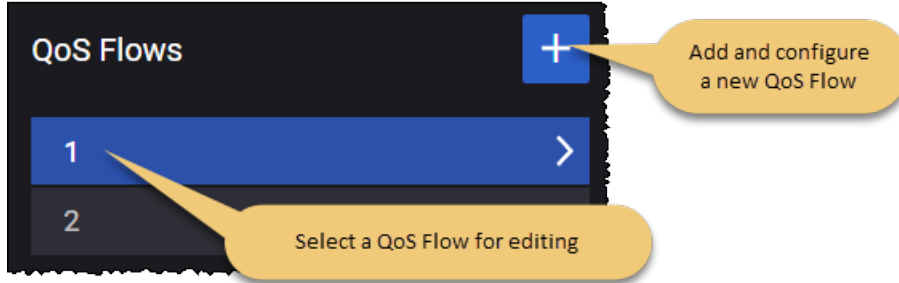 QoS Flows
+
Add and configure
a new QoS Flow
1
2
Select a QoS Flow for editing